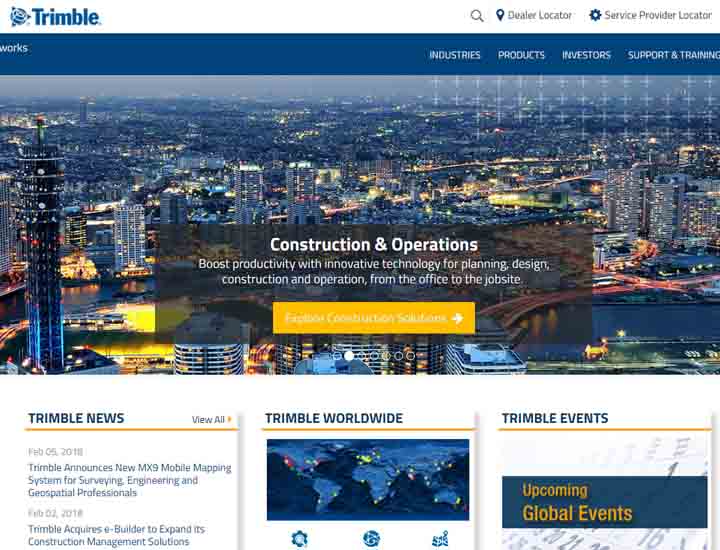 Trimble
Dealer Locator
Service Provider Locator
works
INDUSTRIES
PRODUCTS
INVESTORS
SUPPORT & TRAINING
Construction & Operations
Boost productivity with innovative technology for planning, design,
construction and operation, from the office to the jobsite.
Explore Construction Solutions
TRIMBLE NEWS
View All
Feb 05, 2018
Trimble Announces New MX9 Mobile Mapping
System for Surveying, Engineering and
Geospatial Professionals
Feb 02, 2018
Trimble Acquires e-Builder to Expand its
Construction Management Solutions
TRIMBLE WORLDWIDE
TRIMBLE EVENTS
Upcoming
Global Events